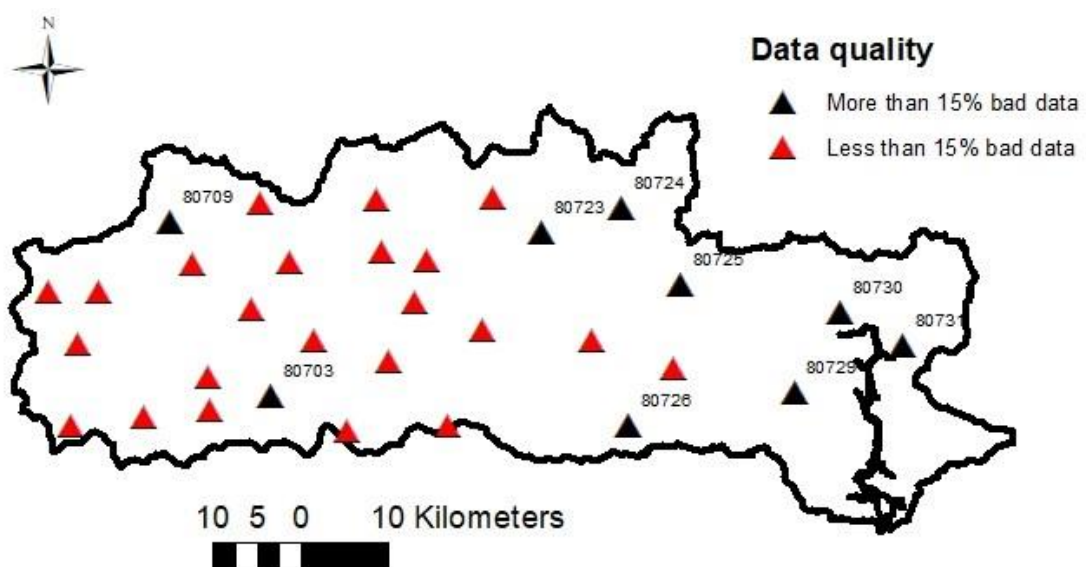 N
Data quality
More than 15% bad data
Less than 15% bad data
80724
80709
80723
80725
80730
80731
80703
80729
80726
10 5 0 10 Kilometers